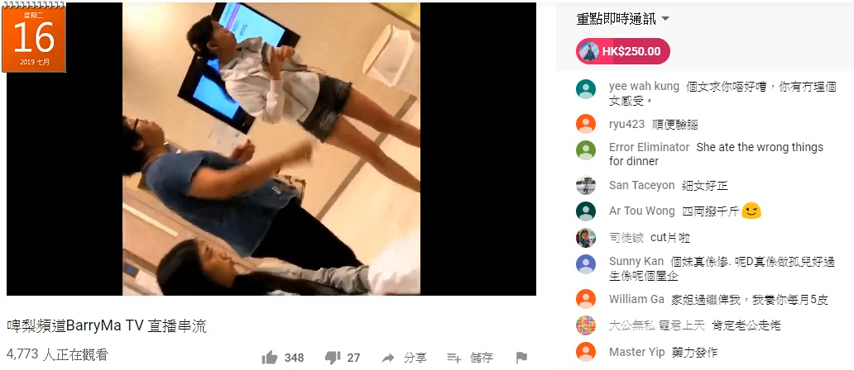 星期二
16
2019 七月
啤梨頻道BarryMa TV 直播串流
4,773 人正在觀看
348
27
分享
儲存
重點即時通訊
HK$250.00
yee wah kung 個女求你唔好嘈，你有冇理個
女感受。
ryu423 順便驗腦
Error Eliminator She ate the wrong things
for dinner
San Taceyon 細女好正
Ar Tou Wong 四両撥千斤😉
司徒誠 cut片啦
Sunny Kan 個妹真係慘. 呢D真係做孤兒好過
生係呢個屋企
William Ga 家姐過繼俾我，我養你每月5皮
大公無私 寵君上天 肯定老公走佬
Master Yip 藥力發作